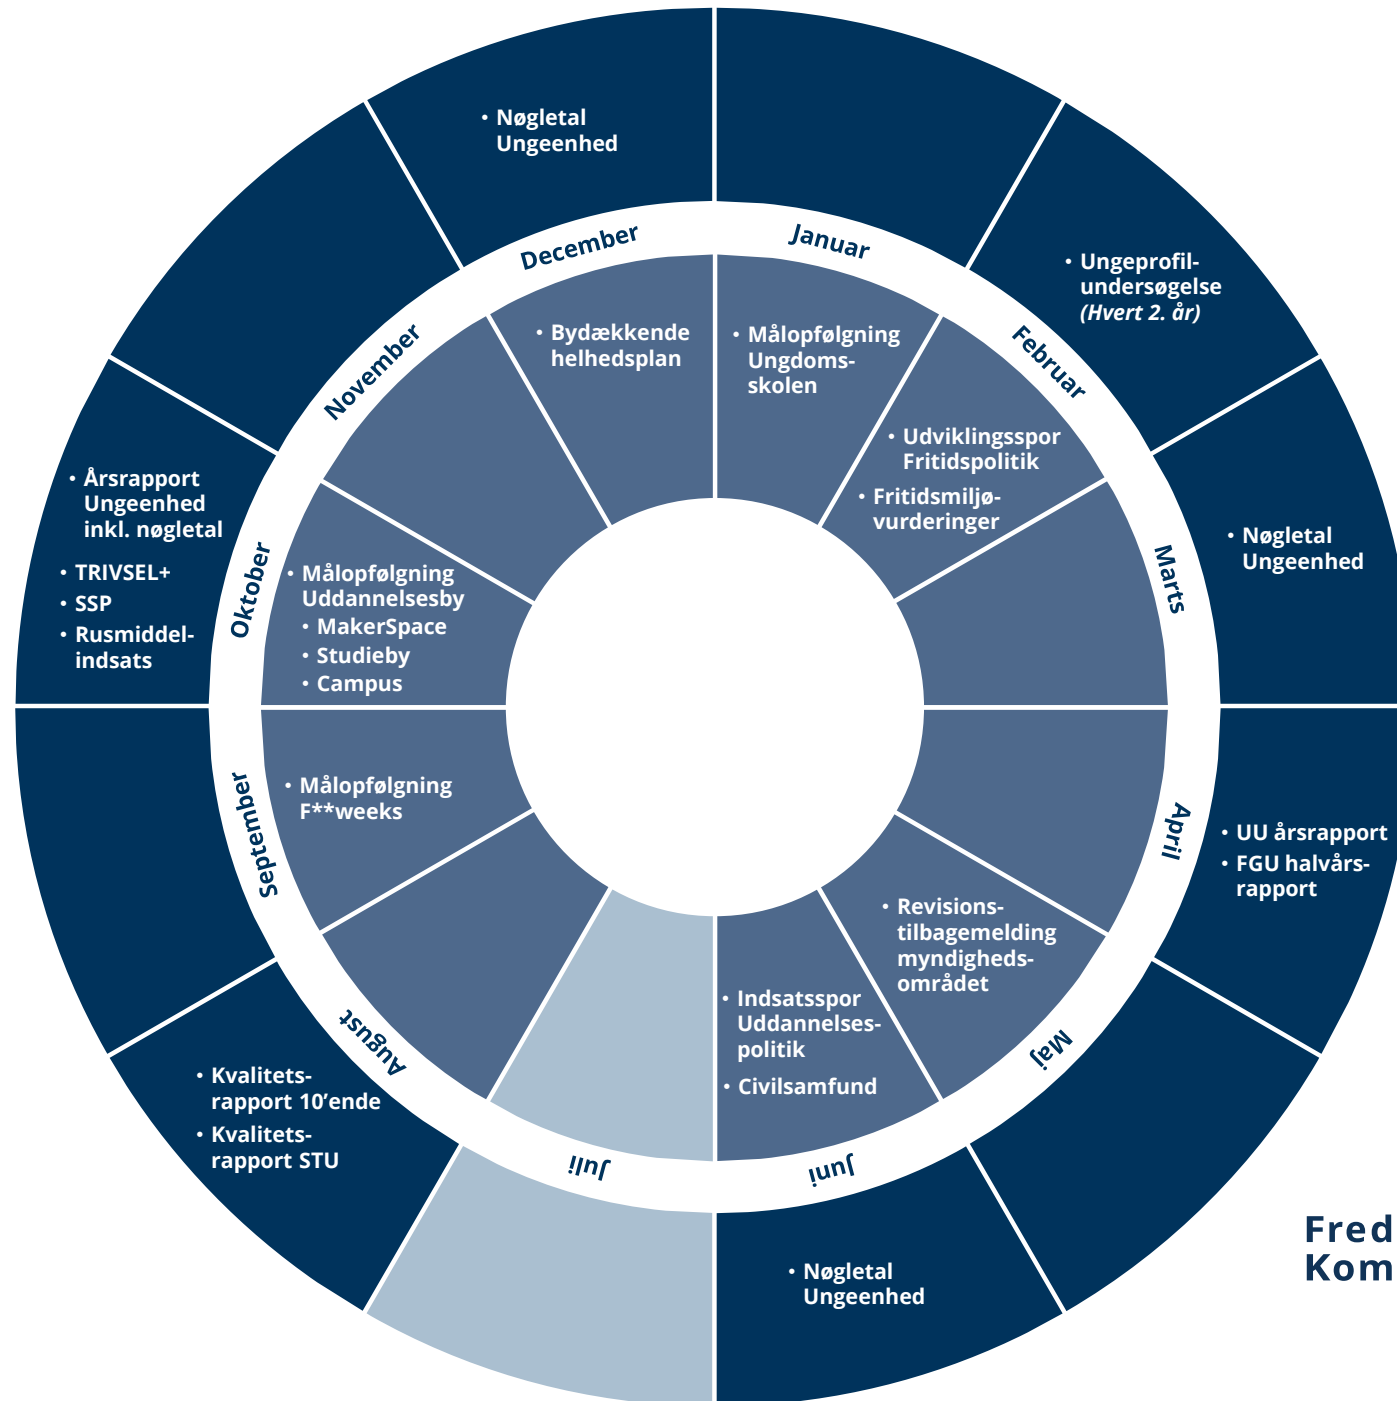 • Nøgletal
Ungeenhed
• Ungeprofil-
undersøgelse
(Hvert 2. år)
• Nøgletal
Ungeenhed
• UU årsrapport
• FGU halvårs-
rapport
• Nøgletal
Ungeenhed
• Kvalitets-
rapport 10’ende
• Kvalitets-
rapport STU
• Årsrapport
Ungeenhed
inkl. nøgletal
• TRIVSEL+
• SSP
• Rusmiddel-
indsats
Januar
Februar
Marts
April
Maj
Juni
Juli
August
September
Oktober
November
December
• Målopfølgning
Ungdoms-
skolen
• Udviklingsspor
Fritidspolitik
• Fritidsmiljø-
vurderinger
• Revisions-
tilbagemelding
myndigheds-
området
• Indsatsspor
Uddannelses-
politik
• Civilsamfund
• Målopfølgning
F**weeks
• Målopfølgning
Uddannelsesby
• MakerSpace
• Studieby
• Campus
• Bydækkende
helhedsplan
Fred
Kom